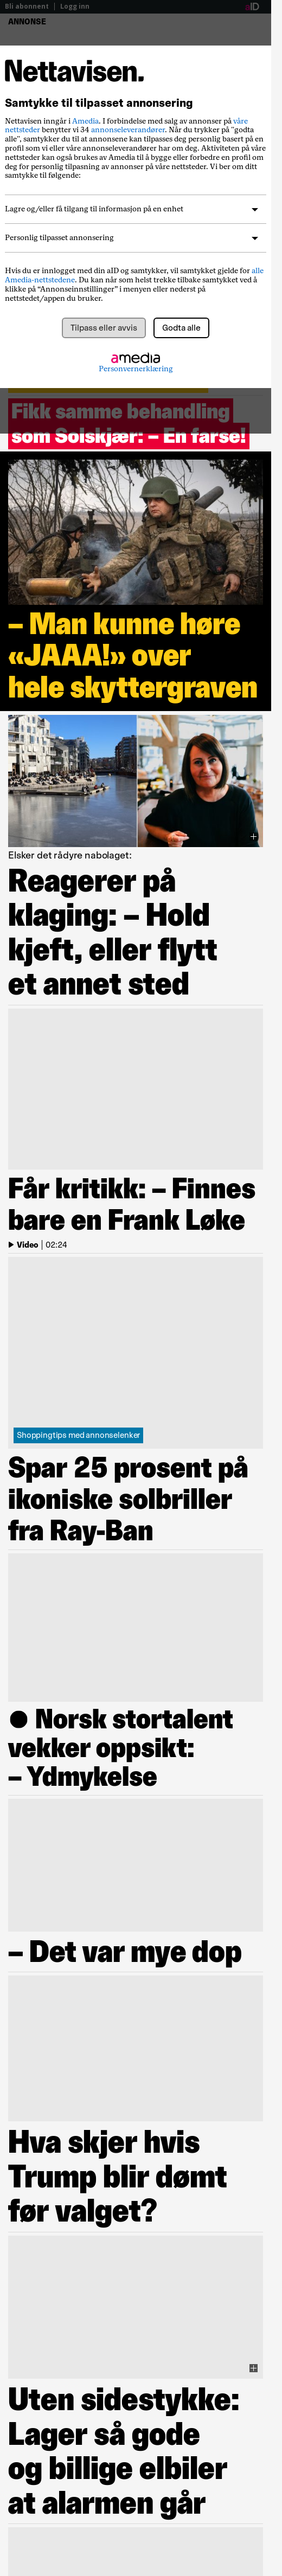 Bli abonnent | Logg inn
aID
ANNONSE
Nettavisen.
Samtykke til tilpasset annonsering
Nettavisen inngår i Amedia. I forbindelse med salg av annonser på våre
nettsteder benytter vi 34 annonseleverandører. Når du trykker på "godta
alle", samtykker du til at annonsene kan tilpasses deg personlig basert på en
profil som vi eller våre annonseleverandører har om deg. Aktiviteten på våre
nettsteder kan også brukes av Amedia til å bygge eller forbedre en profil om
deg for personlig tilpasning av annonser på våre nettsteder. Vi ber om ditt
samtykke til følgende:
Lagre og/eller få tilgang til informasjon på en enhet
Personlig tilpasset annonsering
Hvis du er innlogget med din aID og samtykker, vil samtykket gjelde for alle
Amedia-nettstedene. Du kan når som helst trekke tilbake samtykket ved å
klikke på “Annonseinnstillinger” i menyen eller nederst på
nettstedet/appen du bruker.
Tilpass eller avvis
Godta alle
amedia
Personvernerklæring
Fikk samme behandling
som Solskjær: – En farse!
– Man kunne høre
«JAAA!» over
hele skyttergraven
Elsker det rådyre nabolaget:
Reagerer på
klaging: – Hold
kjeft, eller flytt
et annet sted
Får kritikk: – Finnes
bare en Frank Løke
Video | 02:24
Shoppingtips med annonselenker
Spar 25 prosent på
ikoniske solbriller
fra Ray-Ban
● Norsk stortalent
vekker oppsikt:
– Ydmykelse
– Det var mye dop
Hva skjer hvis
Trump blir dømt
før valget?
Uten sidestykke:
Lager så gode
og billige elbiler
at alarmen går